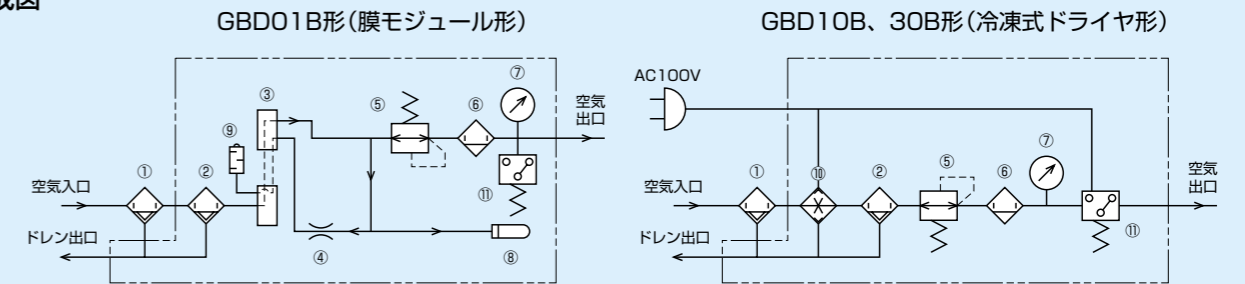 成図
GBD01B形（膜モジュール形）
⑦
③
⑤
⑥
空気
出口
⑨
①
②
空気入口
⑪
ドレン出口
④
⑧
GBD10B、30B形（冷凍式ドライヤ形）
AC100V
⑦
①
⑩
②
⑤
⑥
空気入口
空気
出口
ドレン出口
⑪